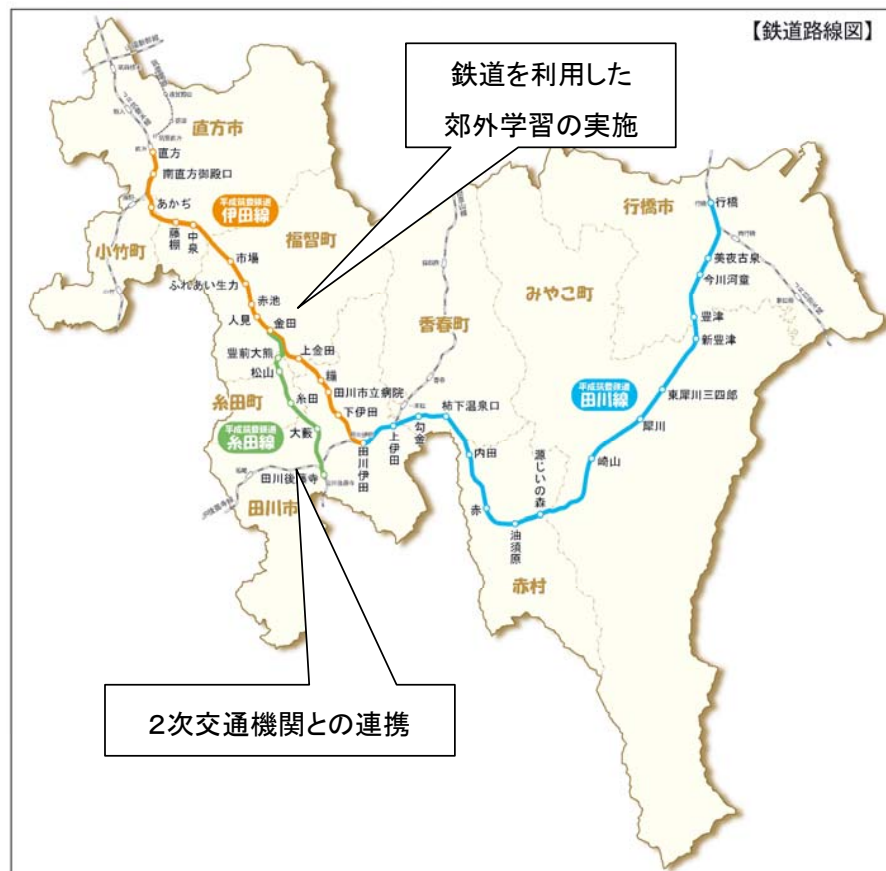 【鉄道路線図】
鉄道を利用した
郊外学習の実施
直方市
直方
南直方御殿口
あかぢ
藤棚
中泉
平成筑豊鉄道
伊田線
小竹町
福智町
市場
ふれあい生力
赤池
人見
金田
豊前大熊
松山
上金田
糒
田川市立病院
糸田町
糸田
下伊田
平成筑豊鉄道
糸田線
大藪
田川伊田
田川後藤寺
田川市
上伊田
勾金
柿下温泉口
香春町
香春
内田
赤
油須原
源じいの森
赤村
みやこ町
平成筑豊鉄道
田川線
崎山
犀川
東犀川三四郎
新豊津
豊津
今川河童
美夜古泉
行橋
行橋市
2次交通機関との連携